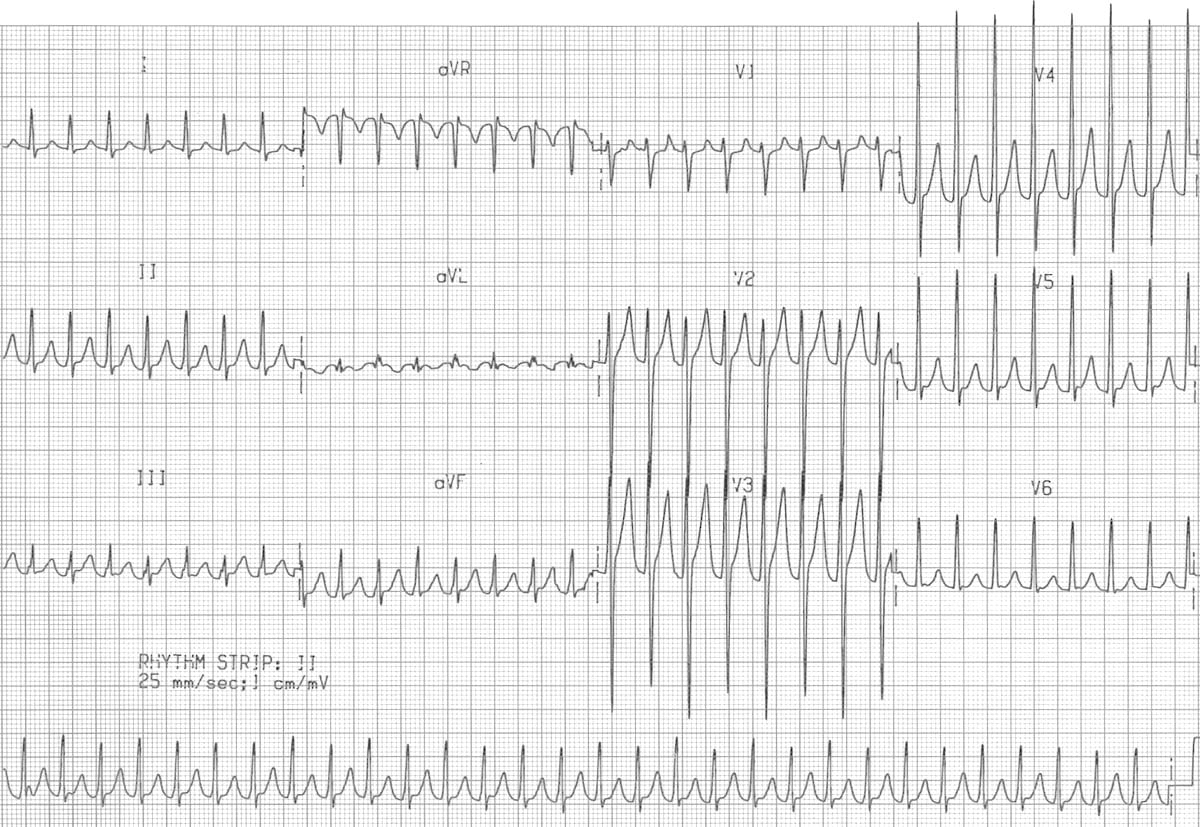 I
aVR
V1
V4
II
aVL
V2
V5
III
aVF
V3
V6
RHYTHM STRIP: II
25 mm/sec;1 cm/mV